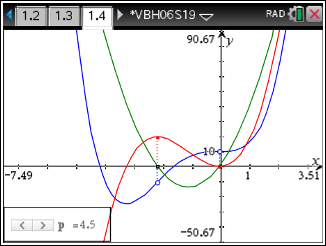 1.2 1.3 1.4 *VBH06S19 RAD
90.67 y
10
x
-7.49 1 3.51
p =4.5
-50.67